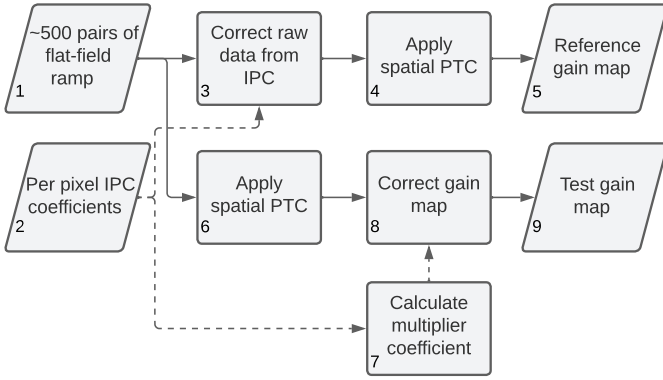 ~500 pairs of
flat-field
ramp
1
Correct raw
data from
IPC
3
Apply
spatial PTC
4
Reference
gain map
5
Per pixel IPC
coefficients
2
Apply
spatial PTC
6
Correct gain
map
8
Test gain
map
9
Calculate
multiplier
coefficient
7